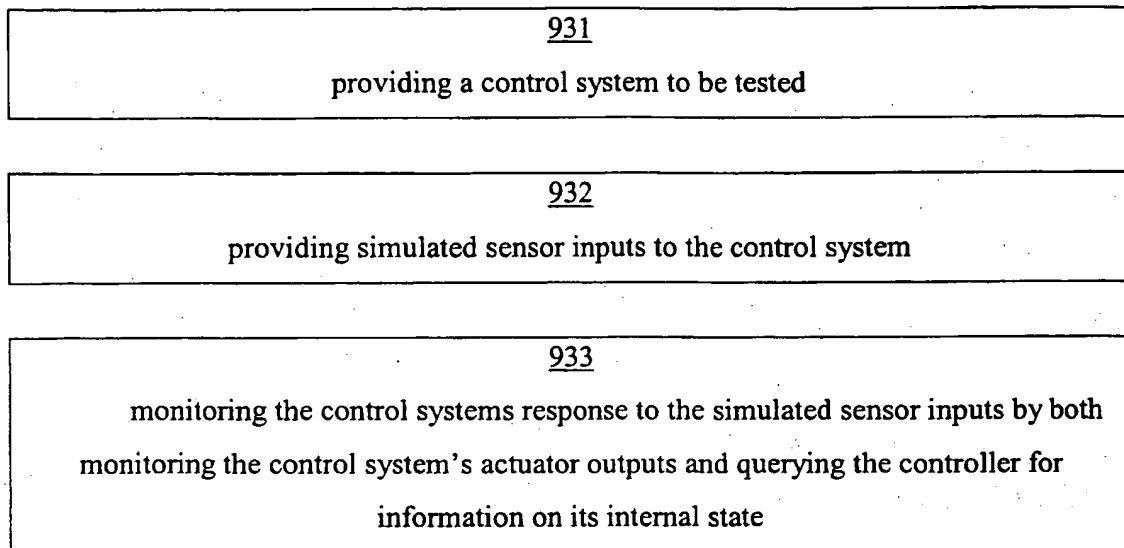 931
providing a control system to be tested
932
providing simulated sensor inputs to the control system
933
monitoring the control systems response to the simulated sensor inputs by both
monitoring the control system's actuator outputs and querying the controller for
information on its internal state